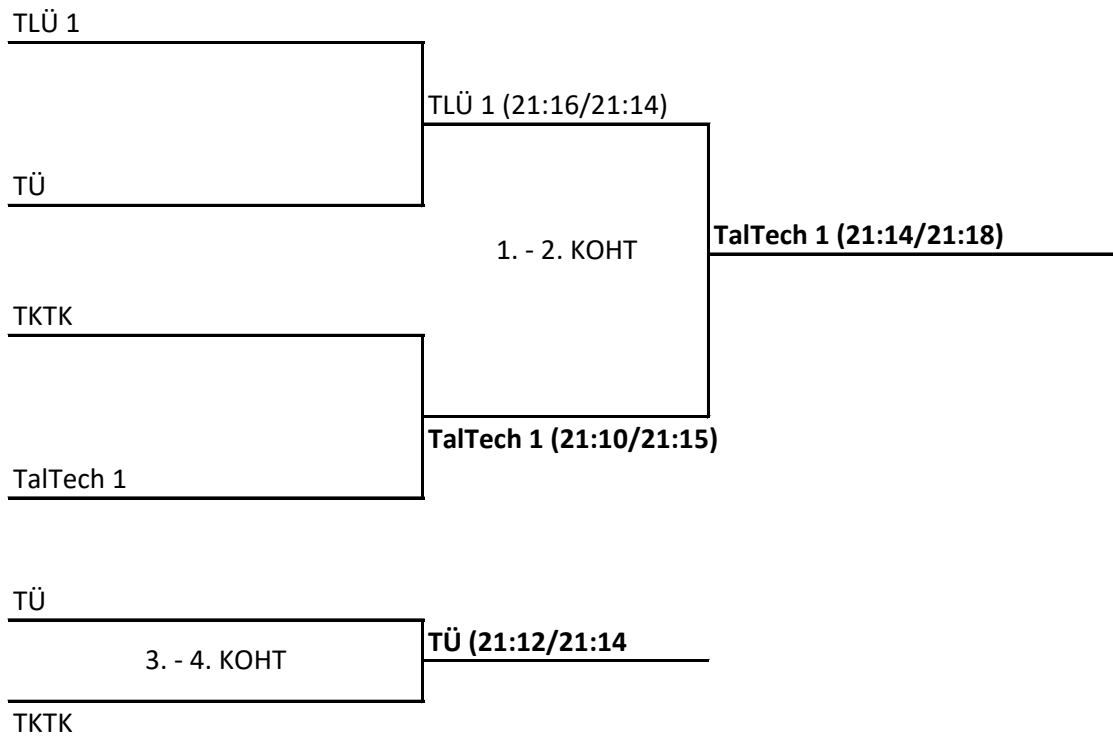 TLÜ 1
TLÜ 1 (21:16/21:14)
TÜ
1. - 2. KOHT
TalTech 1 (21:14/21:18)
TKTK
TalTech 1 (21:10/21:15)
TalTech 1
TÜ
3. - 4. KOHT
TÜ (21:12/21:14
TKTK